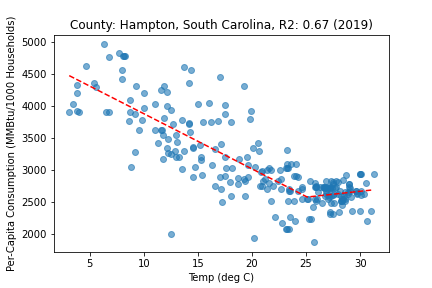 County: Hampton, South Carolina, R2: 0.67 (2019)
Per-Capita Consumption (MMBtu/1000 Households)
5000
4500
4000
3500
3000
2500
2000
5 10 15 20 25 30
Temp (deg C)